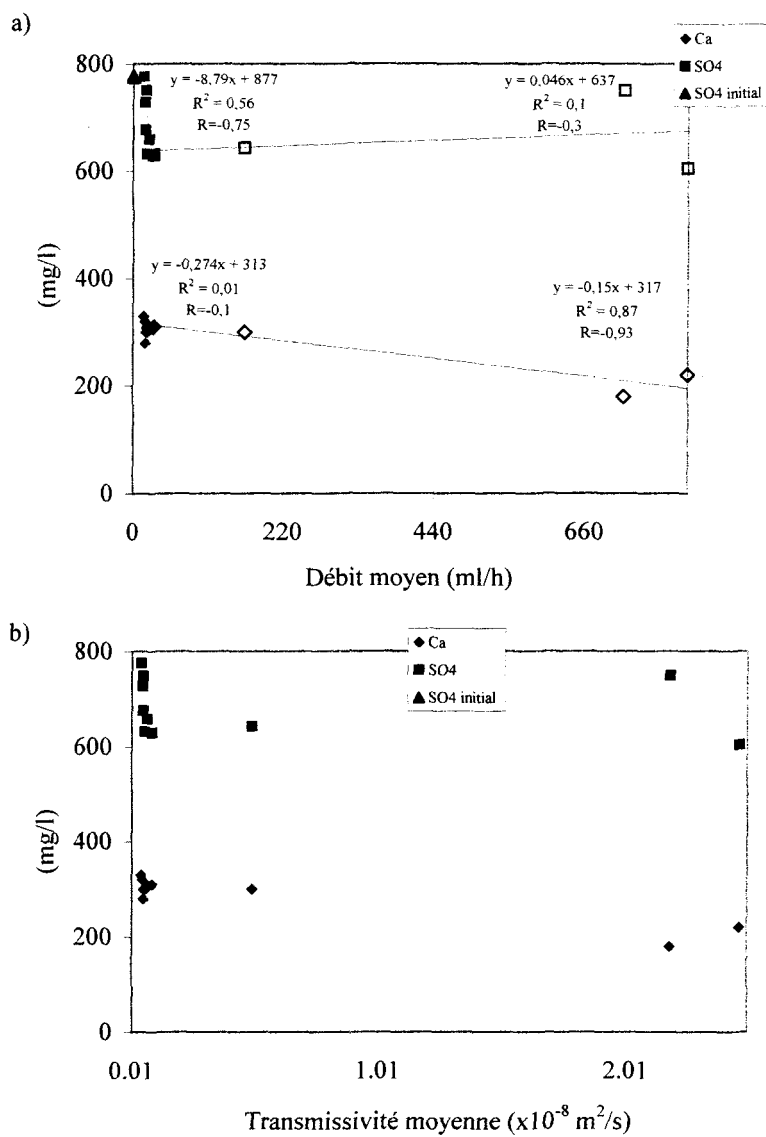 a)
Ca
SO4
SO4 initial
800
600
400
200
0
(mg/l)
y = -8,79x + 877
R² = 0,56
R=-0,75
y = 0,046x + 637
R² = 0,1
R=-0,3
y = -0,274x + 313
R² = 0,01
R=-0,1
y = -0,15x + 317
R² = 0,87
R=-0,93
0 220 440 660
Débit moyen (ml/h)
b)
Ca
SO4
SO4 initial
800
600
400
200
0
(mg/l)
0.01 1.01 2.01
Transmissivité moyenne (x10⁻⁸ m²/s)